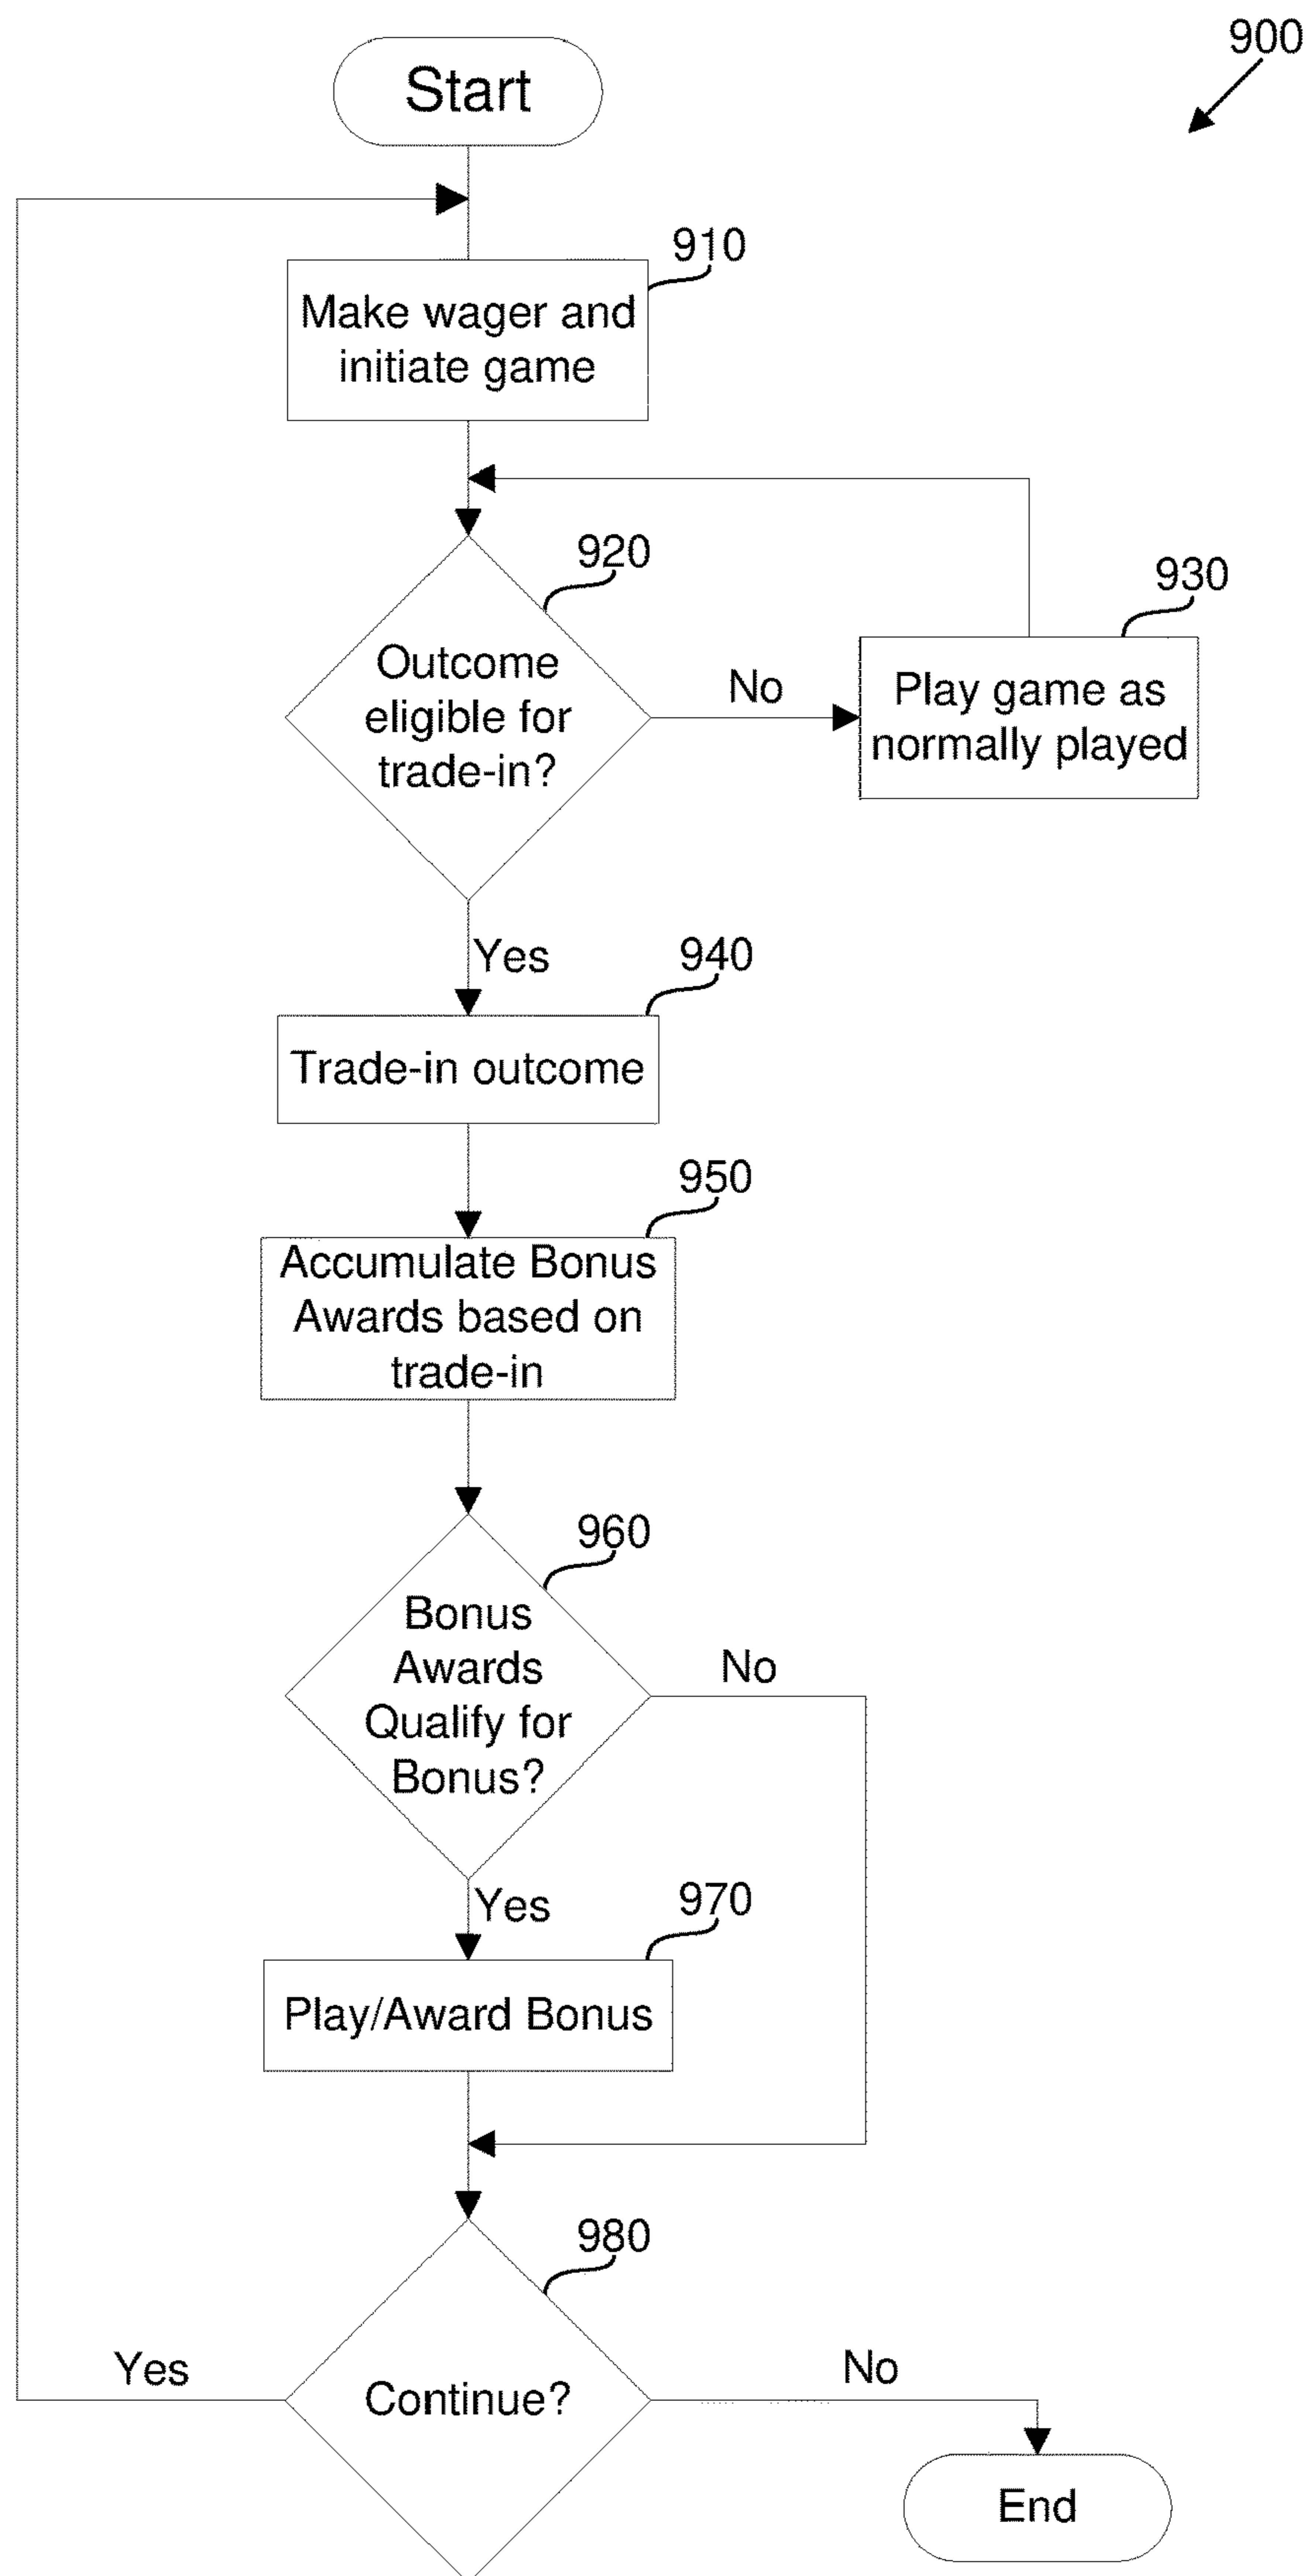 900
Start
910
Make wager and
initiate game
920
Outcome
eligible for
trade-in?
No
930
Play game as
normally played
Yes
940
Trade-in outcome
950
Accumulate Bonus
Awards based on
trade-in
960
Bonus
Awards
Qualify for
Bonus?
No
Yes
970
Play/Award Bonus
980
Continue?
Yes
No
End